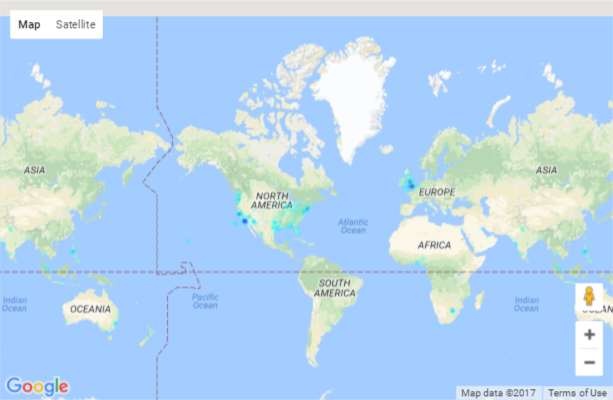 Map Satellite
ASIA
NORTH
AMERICA
EUROPE
ASIA
Atlantic
Ocean
AFRICA
SOUTH
AMERICA
Indian
Ocean
OCEANIA
Pacific
Ocean
Indian
Ocean
Google
Map data ©2017 Terms of Use